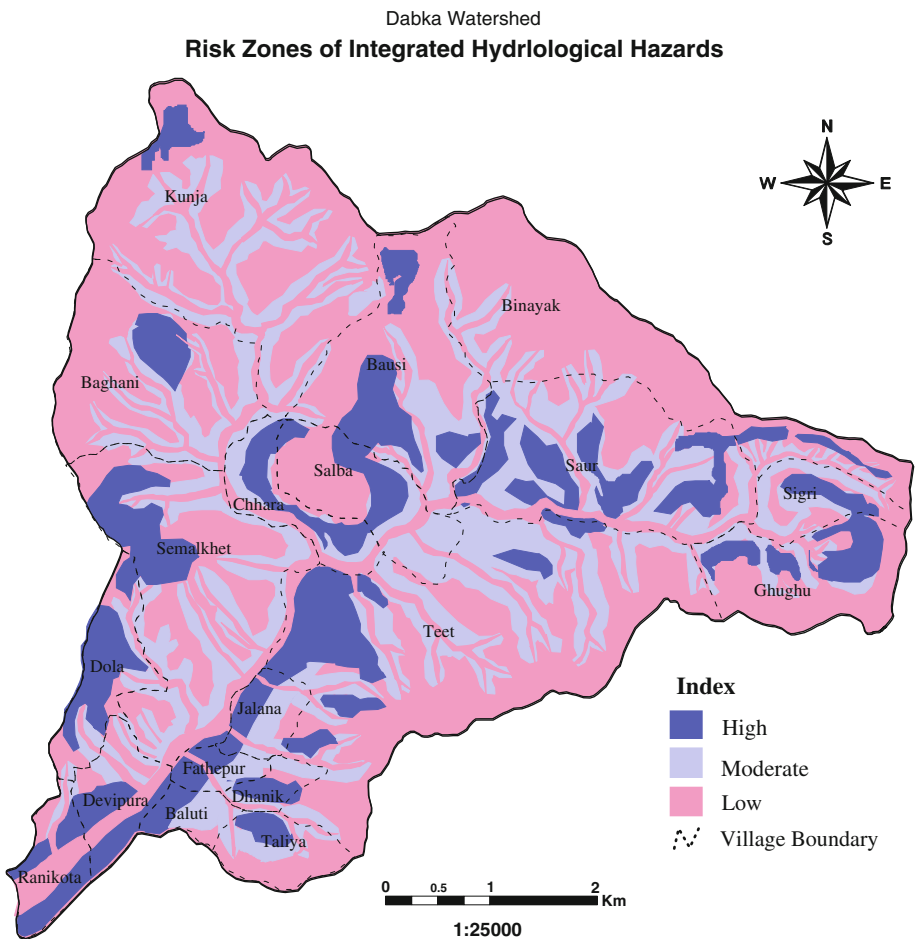 Dabka Watershed
Risk Zones of Integrated Hydrlological Hazards
N
W E
S
Kunja
Binayak
Bausi
Baghani
Salba
Saur
Sigri
Chhara
Semalkhet
Ghughu
Teet
Dola
Jalana
Fathepur
Devipura
Dhanik
Baluti
Taliya
Ranikota
Index
High
Moderate
Low
Village Boundary
0 0.5 1 2
Km
1:25000